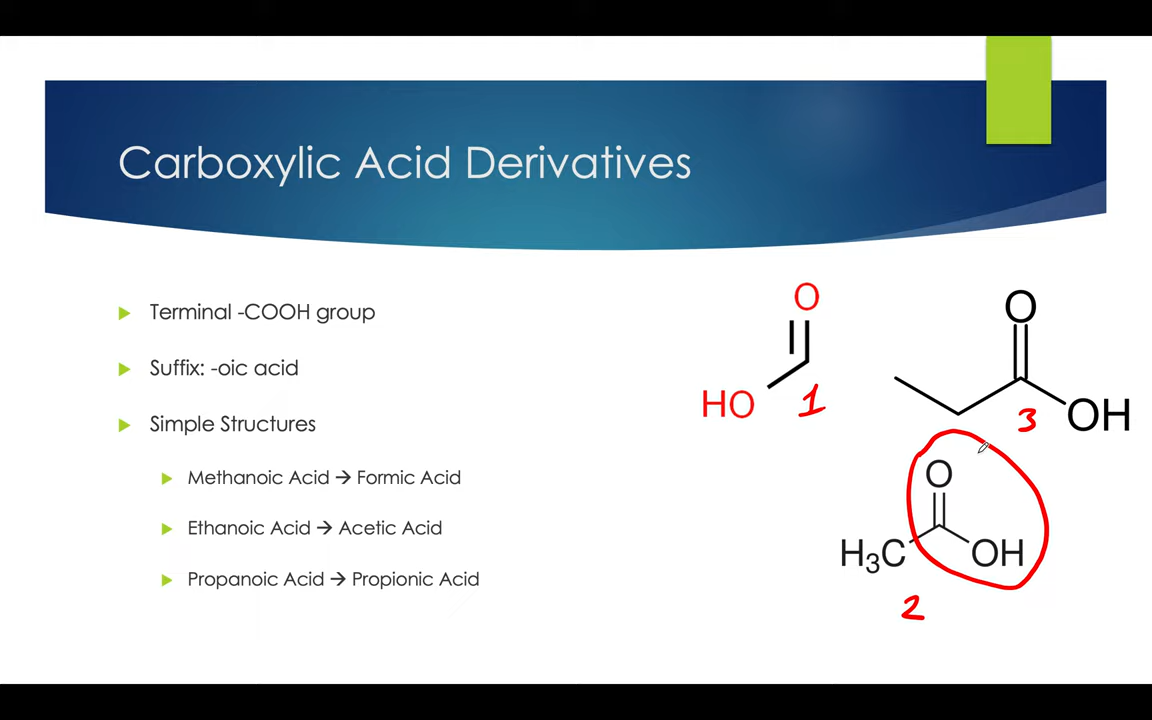 Carboxylic Acid Derivatives
Terminal -COOH group
Suffix: -oic acid
Simple Structures
Methanoic Acid → Formic Acid
Ethanoic Acid → Acetic Acid
Propanoic Acid → Propionic Acid
O
HO
1
O
OH
3
O
H₃C
OH
2